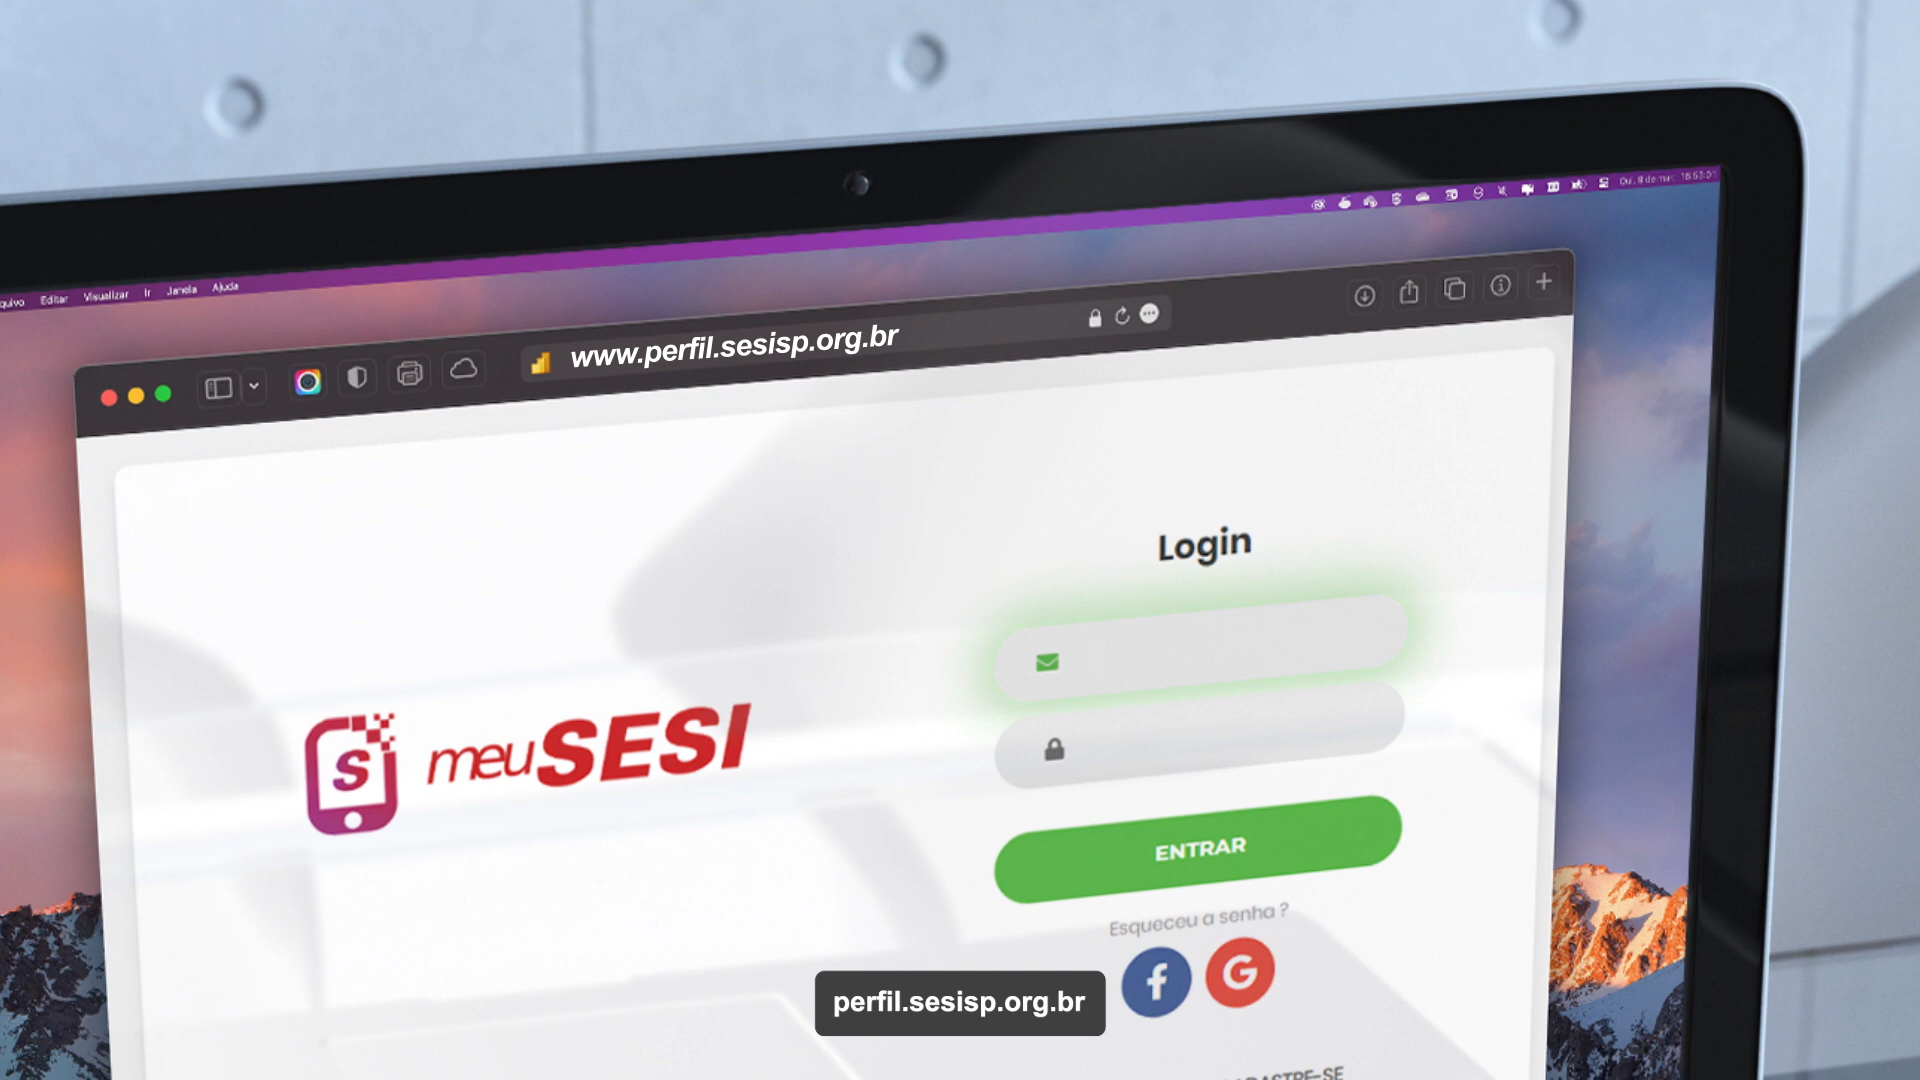 Editar Visualizar Ir Janela Ajuda
www.perfil.sesisp.org.br
Login
S
meuSESI
ENTRAR
Esqueceu a senha ?
f G
perfil.sesisp.org.br